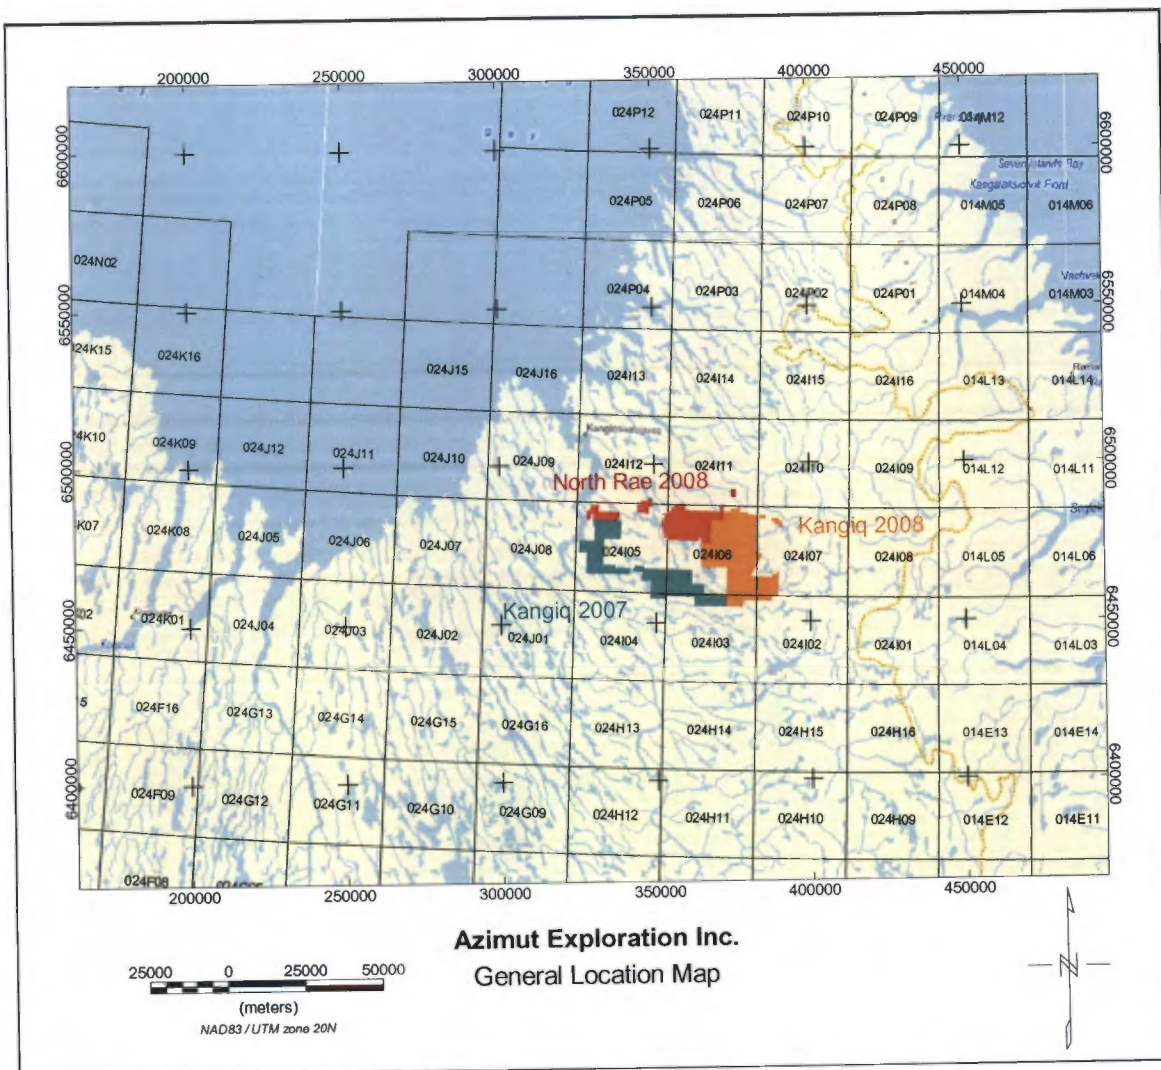 200000 250000 300000 350000 400000 450000
024P12 024P11 024P10 024P09 014M12
6600000 6600000
Seven Islands Bay
Kangalaksiorvik Fiord
024P05 024P06 024P07 024P08 014M05 014M06
024N02
024P04 024P03 024P02 024P01 014M04 014M03
6550000 6550000
024K15 024K16 024J15 024J16 024I13 024I14 024I15 024I16 014L13 014L14
024K09 024J12 024J11 024J10 024J09 024I12 024I11 024I10 024I09 014L12 014L11
6500000 6500000
North Rae 2008
Kangiq 2008
024K08 024J05 024J06 024J07 024J08 024I05 024I06 024I07 024I08 014L05 014L06
Kangiq 2007
6450000 6450000
024K01 024J04 024J03 024J02 024J01 024I04 024I03 024I02 024I01 014L04 014L03
024F16 024G13 024G14 024G15 024G16 024H13 024H14 024H15 024H16 014E13 014E14
6400000 6400000
024F09 024G12 024G11 024G10 024G09 024H12 024H11 024H10 024H09 014E12 014E11
024F08
200000 250000 300000 350000 400000 450000
Azimut Exploration Inc.
General Location Map
25000 0 25000 50000
(meters)
NAD83 / UTM zone 20N
N